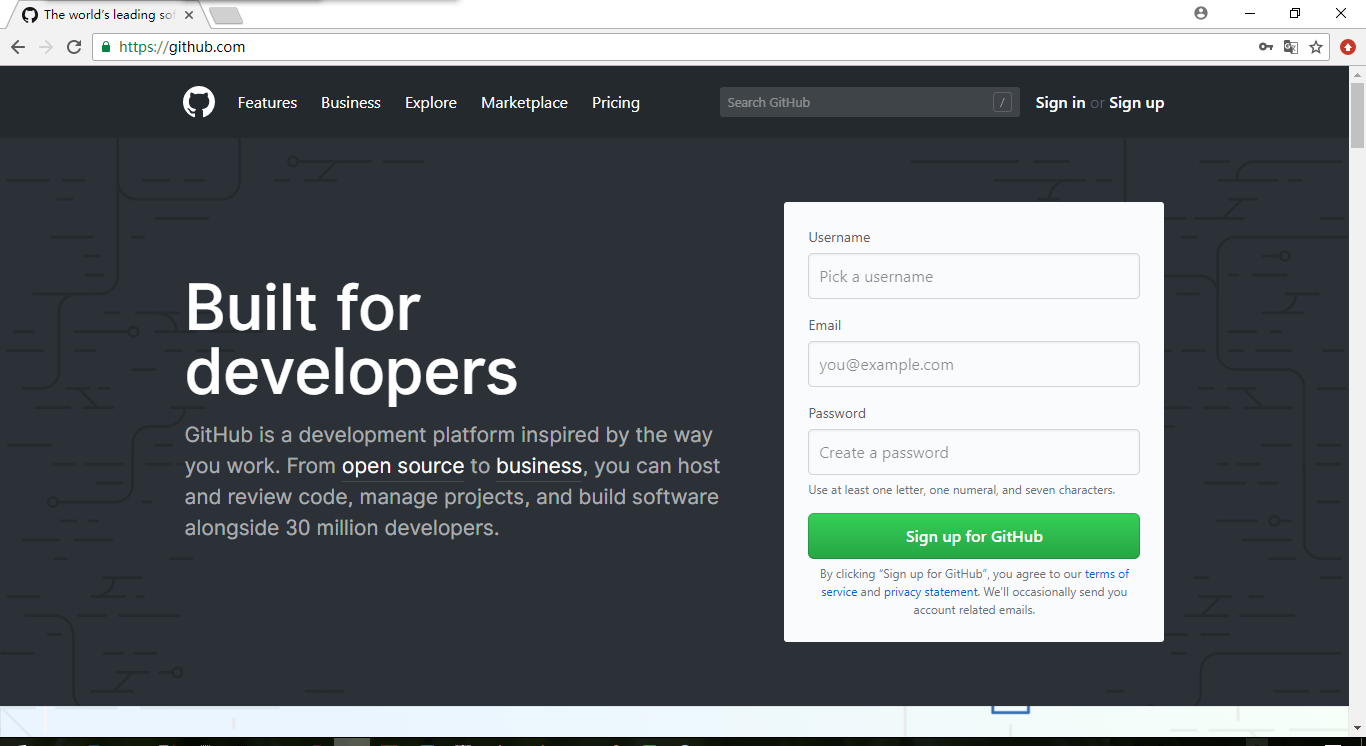 The world's leading sof
https://github.com
Features Business Explore Marketplace Pricing
Search GitHub /
Sign in or Sign up
Built for
developers
GitHub is a development platform inspired by the way
you work. From open source to business, you can host
and review code, manage projects, and build software
alongside 30 million developers.
Username
Pick a username
Email
you@example.com
Password
Create a password
Use at least one letter, one numeral, and seven characters.
Sign up for GitHub
By clicking “Sign up for GitHub”, you agree to our terms of
service and privacy statement. We’ll occasionally send you
account related emails.